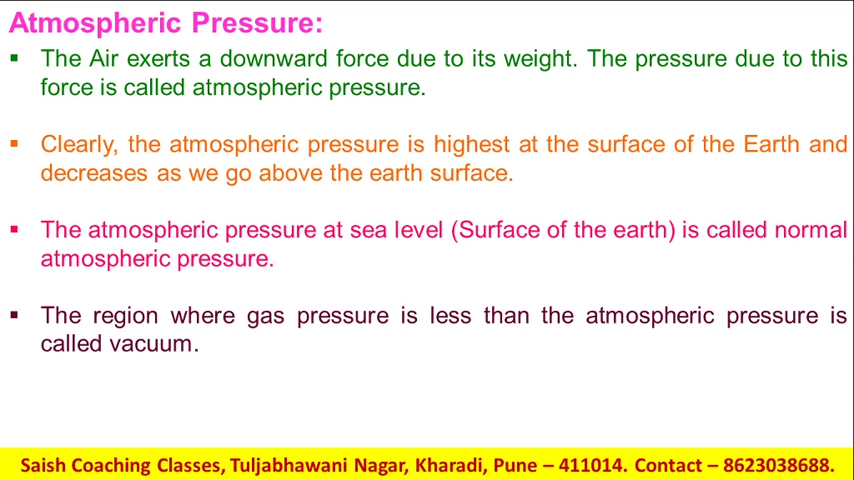 Atmospheric Pressure:
▪ The Air exerts a downward force due to its weight. The pressure due to this
force is called atmospheric pressure.
▪ Clearly, the atmospheric pressure is highest at the surface of the Earth and
decreases as we go above the earth surface.
▪ The atmospheric pressure at sea level (Surface of the earth) is called normal
atmospheric pressure.
▪ The region where gas pressure is less than the atmospheric pressure is
called vacuum.
Saish Coaching Classes, Tuljabhawani Nagar, Kharadi, Pune – 411014. Contact – 8623038688.